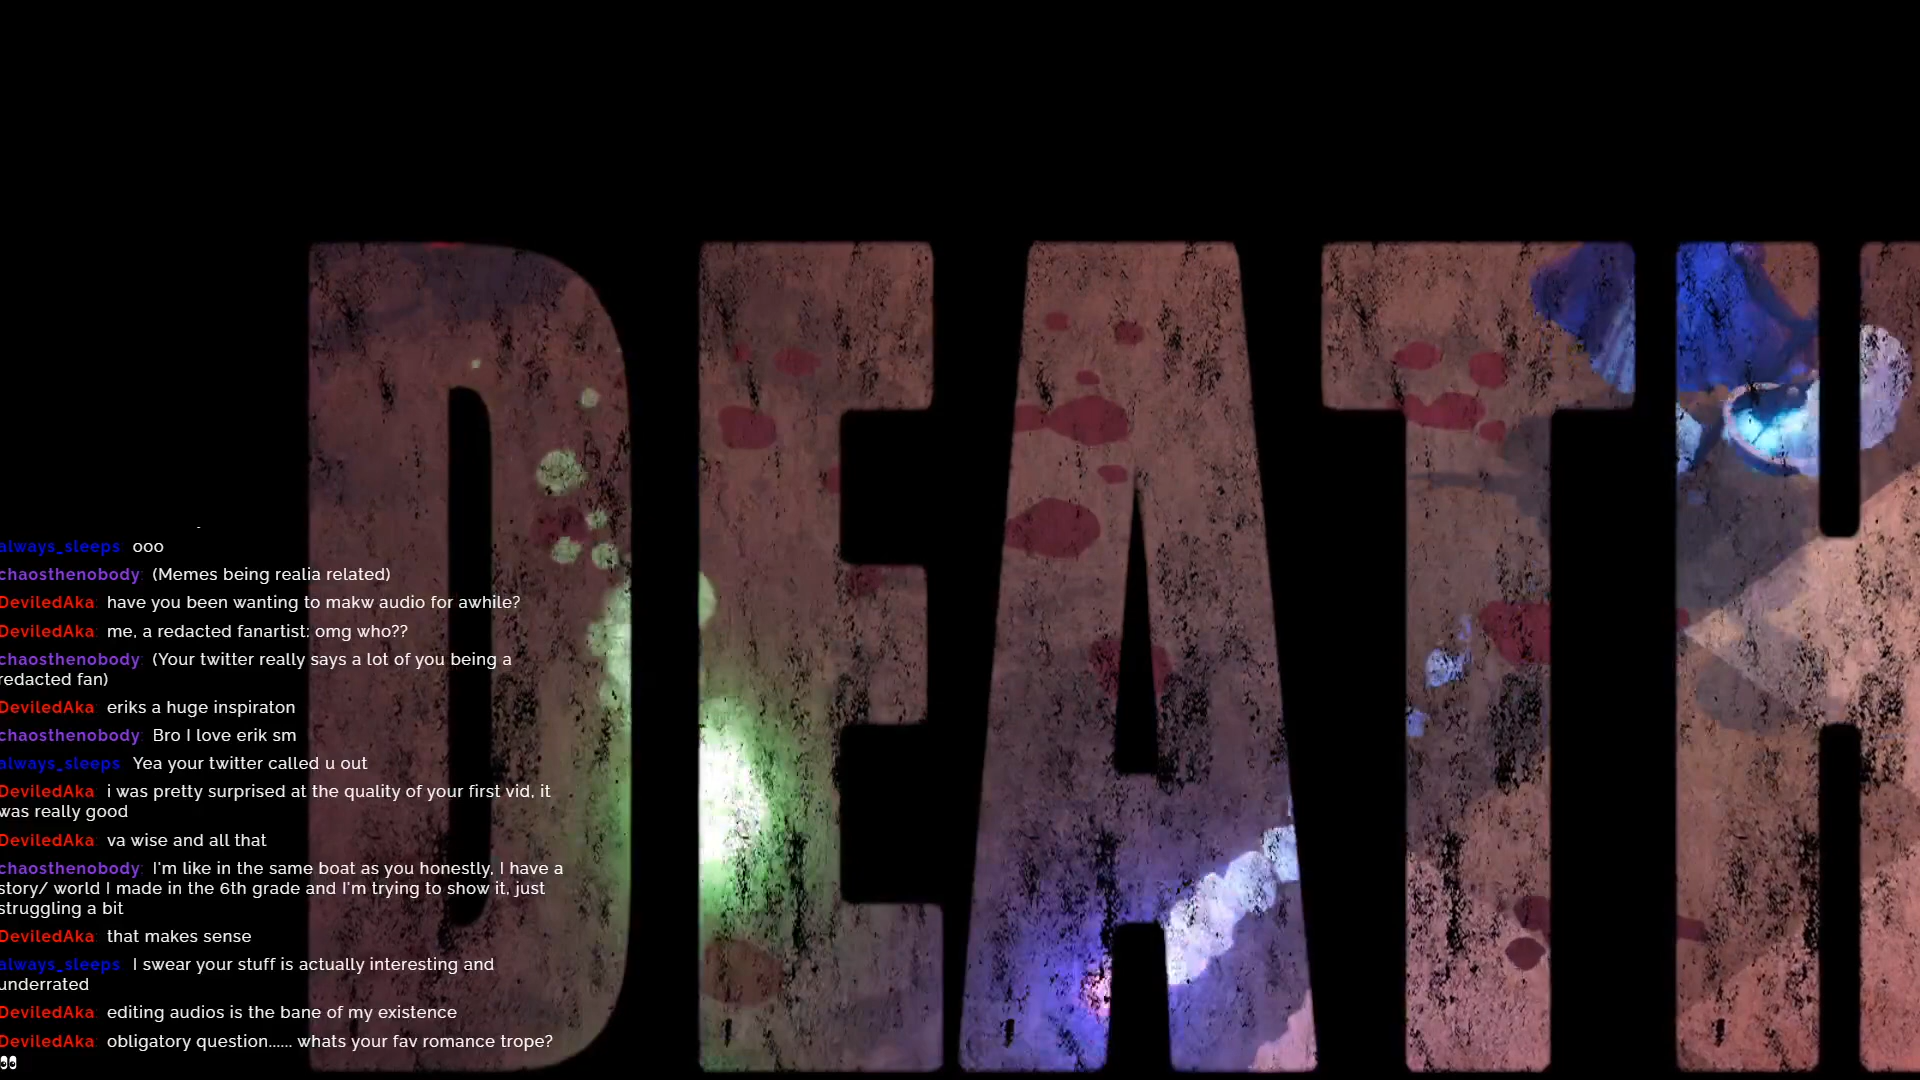 DEATH
always_sleeps ooo
chaosthenobody: (Memes being realia related)
DeviledAka: have you been wanting to makw audio for awhile?
DeviledAka: me, a redacted fanartist: omg who??
chaosthenobody: (Your twitter really says a lot of you being a
redacted fan)
DeviledAka: eriks a huge inspiraton
chaosthenobody: Bro I love erik sm
always_sleeps Yea your twitter called u out
DeviledAka: i was pretty surprised at the quality of your first vid, it
was really good
DeviledAka: va wise and all that
chaosthenobody: I'm like in the same boat as you honestly, I have a
story/ world I made in the 6th grade and I'm trying to show it, just
struggling a bit
DeviledAka: that makes sense
always_sleeps I swear your stuff is actually interesting and
underrated
DeviledAka: editing audios is the bane of my existence
DeviledAka: obligatory question...... whats your fav romance trope?
👀